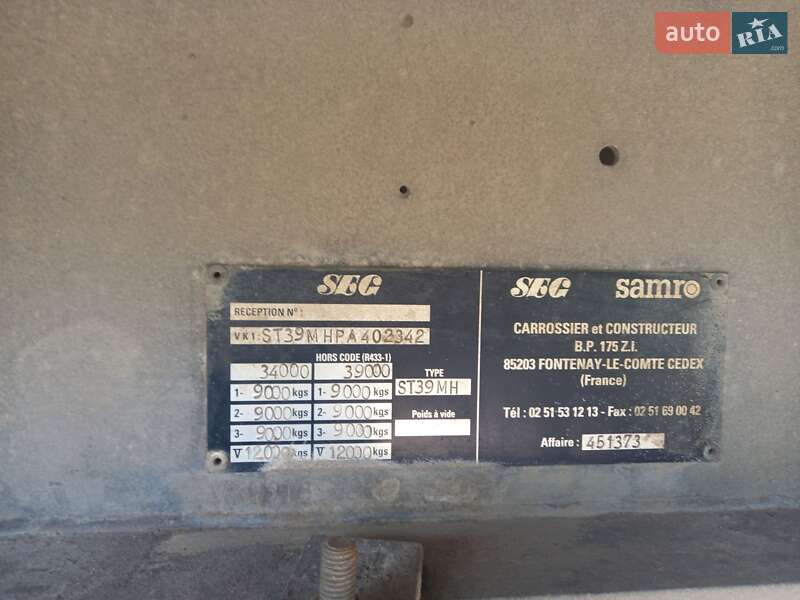 auto RIA .com
SEG
RECEPTION N° :
VK1: ST39MHPA402342
HORS CODE (R433-1)
34000 39000 TYPE
1- 9000 kgs 1- 9000 kgs ST39MH
2- 9000 kgs 2- 9000 kgs Poids à vide
3- 9000 kgs 3- 9000 kgs
V 12000 kgs V 12000 kgs
SEG samro
CARROSSIER et CONSTRUCTEUR
B.P. 175 Z.I.
85203 FONTENAY-LE-COMTE CEDEX
(France)
Tél : 02 51 53 12 13 - Fax : 02 51 69 00 42
Affaire : 451373